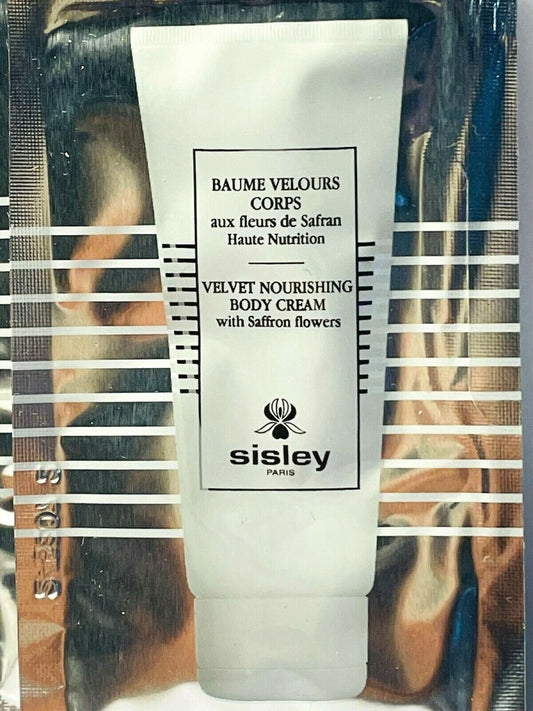 BAUME VELOURS
CORPS
aux fleurs de Safran
Haute Nutrition
VELVET NOURISHING
BODY CREAM
with Saffron flowers
sisley
PARIS